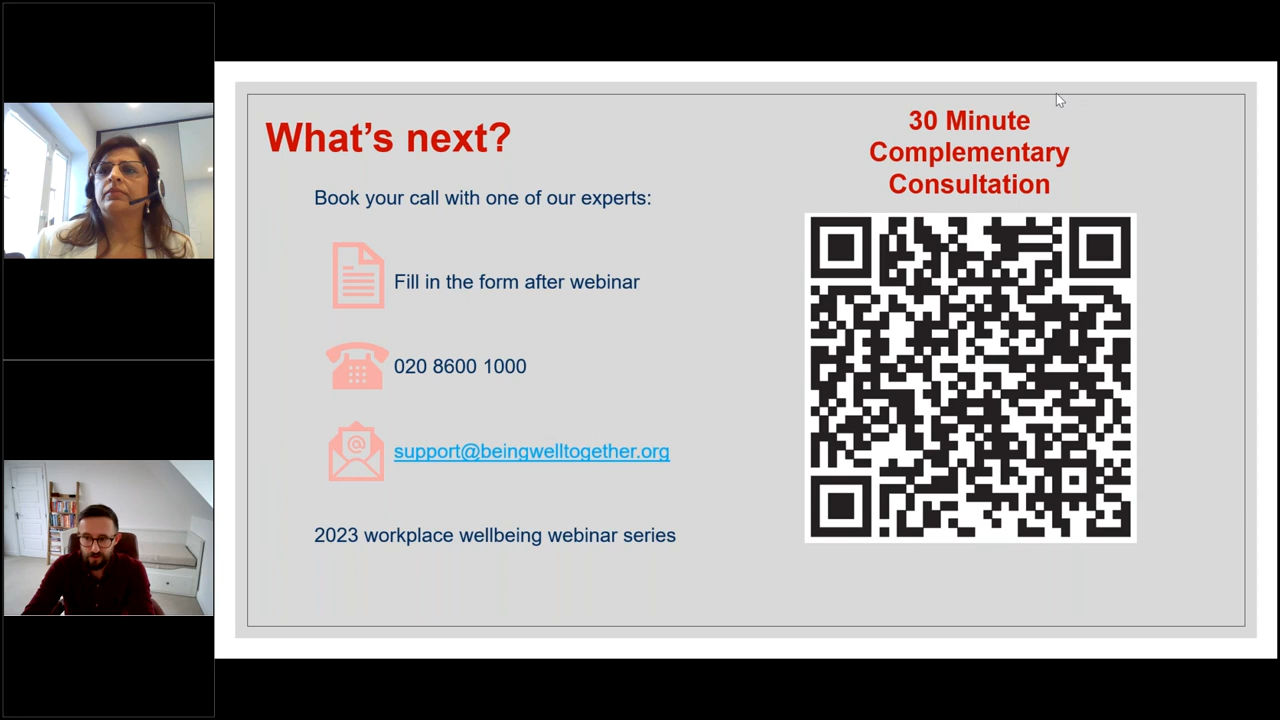 What's next?
Book your call with one of our experts:
Fill in the form after webinar
020 8600 1000
support@beingwelltogether.org
2023 workplace wellbeing webinar series
30 Minute
Complementary
Consultation